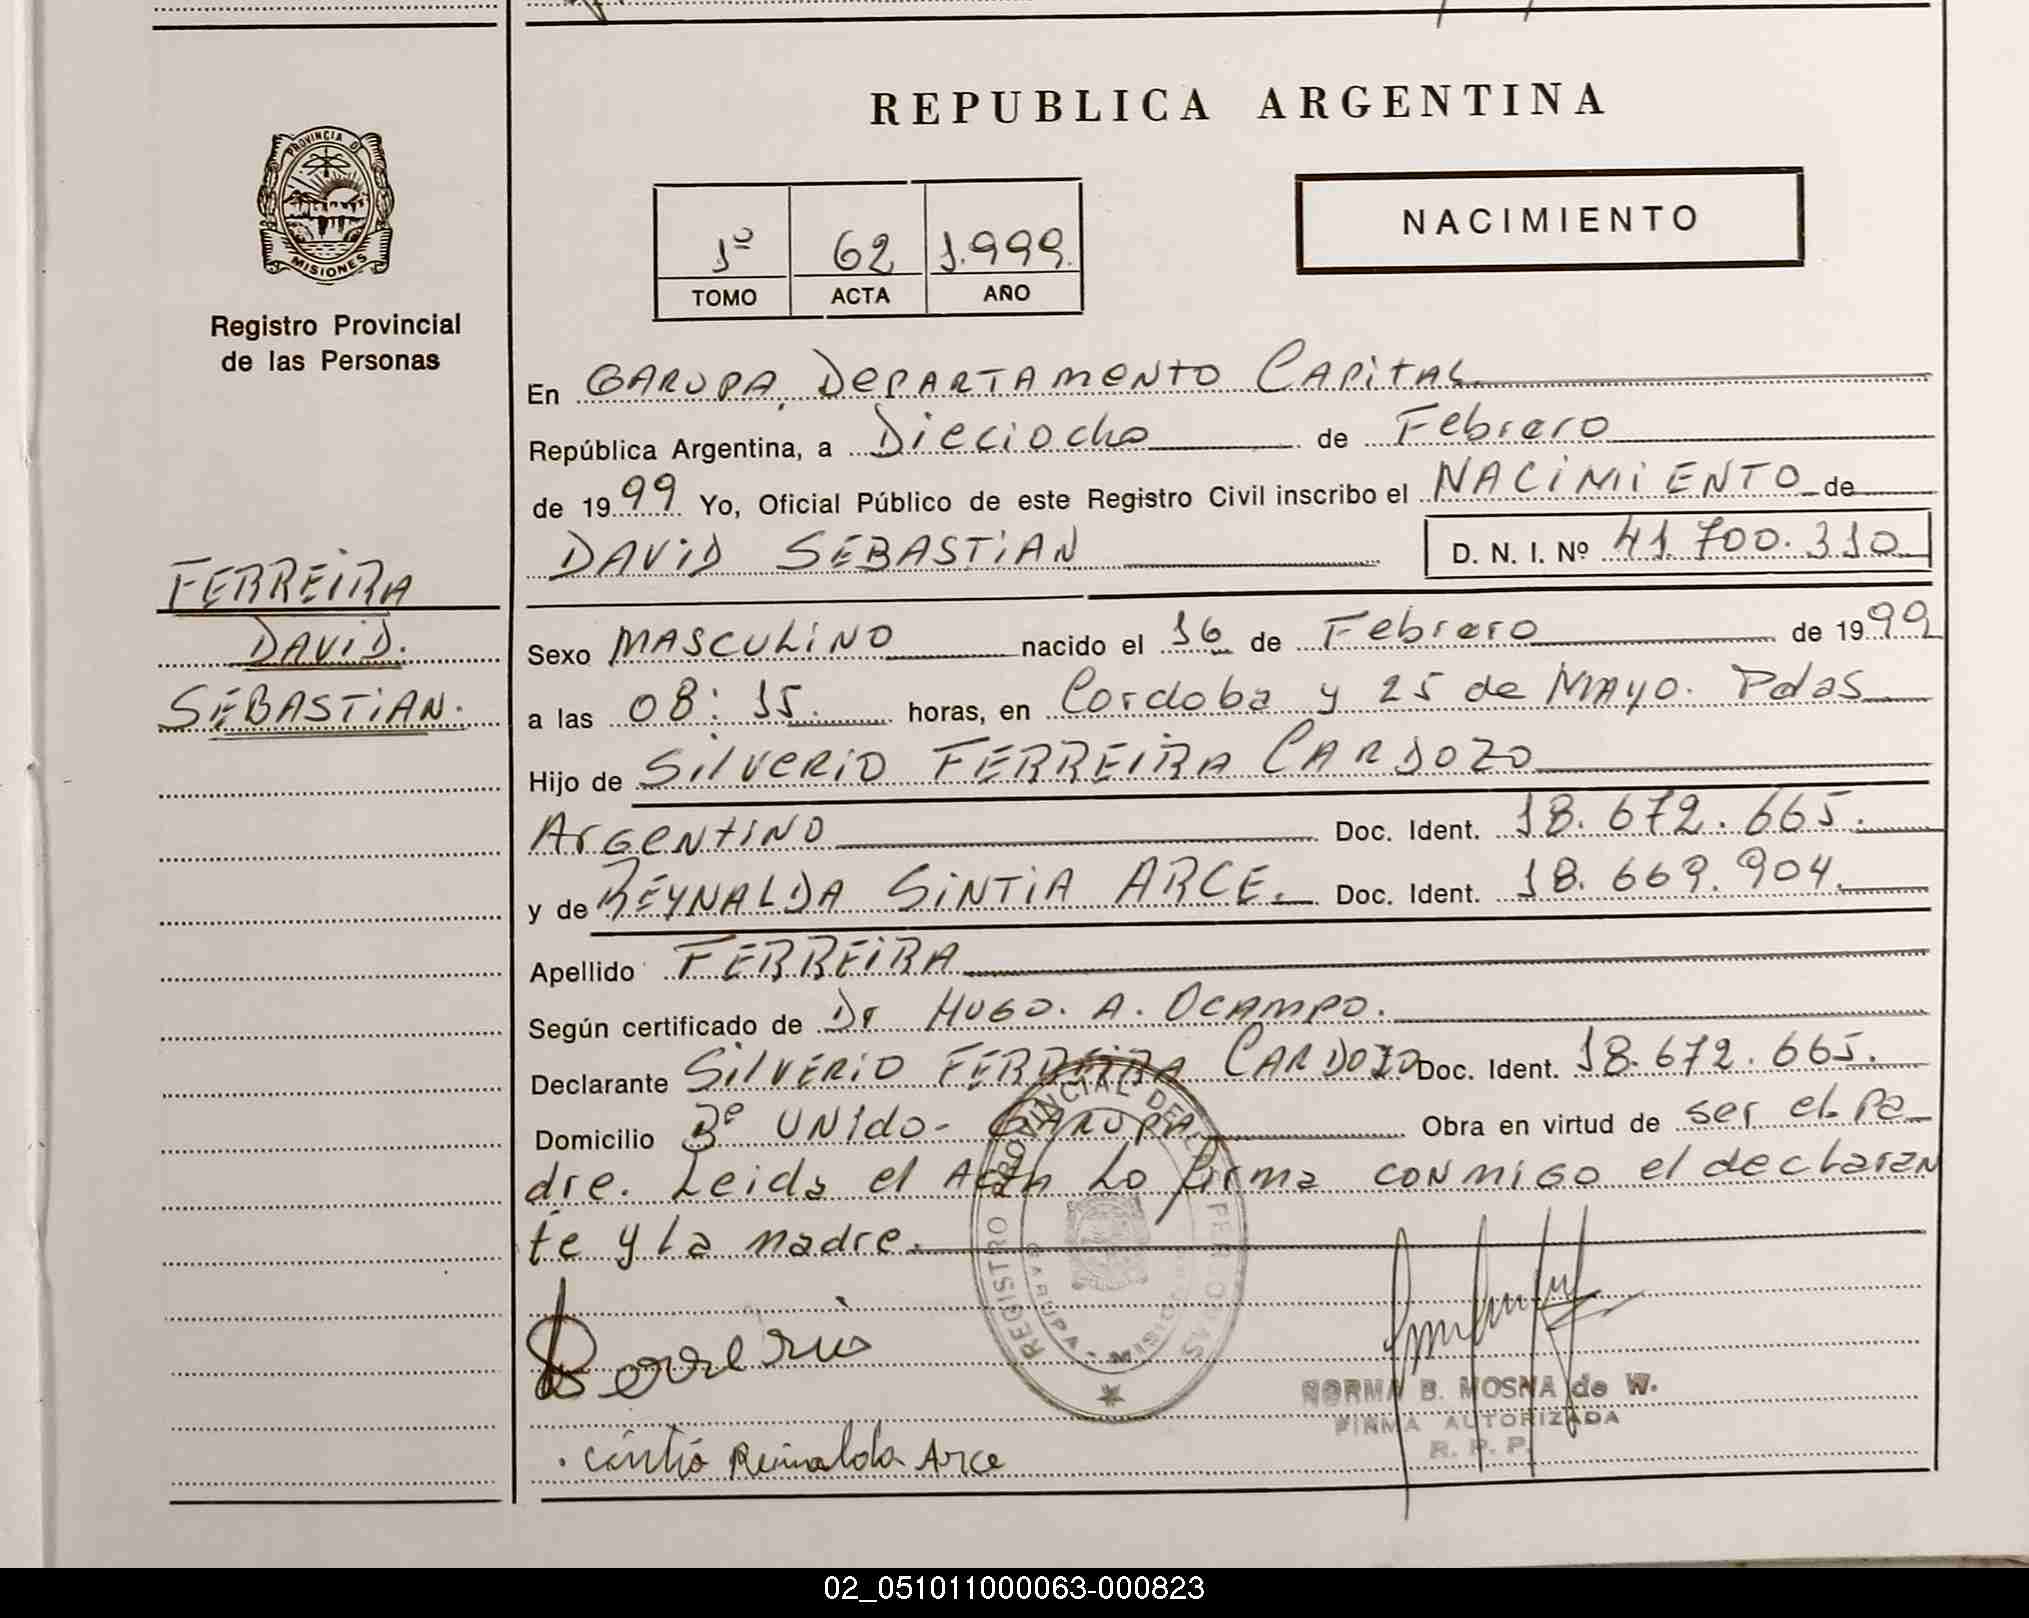 REPUBLICA ARGENTINA
PROVINCIA D
MISIONES
Registro Provincial
de las Personas
1º 62 1.999.
TOMO ACTA AÑO
NACIMIENTO
En GARUPA, DEPARTAMENTO CAPITAL
República Argentina, a Dieciocho de Febrero
de 1999 Yo, Oficial Público de este Registro Civil inscribo el NACIMIENTO de
DAVID SEBASTIAN D. N. I. Nº 41.700.310
FERREIRA
DAVID.
SEBASTIAN.
Sexo MASCULINO nacido el 16 de Febrero de 1999
a las 08:15. horas, en Cordoba y 25 de MAYO. Pdas
Hijo de SILVERIO FERREIRA CARDOZO
ARGENTINO Doc. Ident. 18.672.665.
y de REYNALDA SINTIA ARCE. Doc. Ident. 18.669.904.
Apellido FERREIRA
Según certificado de Dr HUGO. A. OCAMPO.
Declarante SILVERIO FERREIRA CARDOZO Doc. Ident. 18.672.665.
Domicilio Bº UNIDO- GARUPA Obra en virtud de ser el pa
dre. Leida el Acta Lo firma conmigo el declaran
te y la madre.
REGISTRO PROVINCIAL DE LAS PERSONAS
GARUPA - MISIONES
NORMA B. MOSNA de W.
FIRMA AUTORIZADA
R. P. P.
Cintia Reinalda Arce
02_051011000063-000823